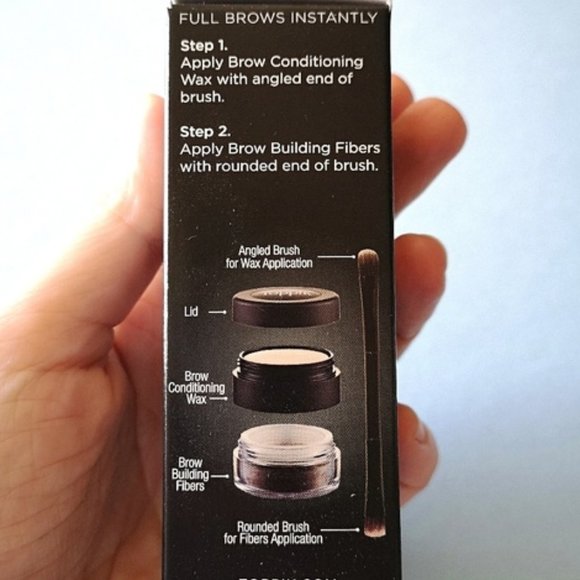 FULL BROWS INSTANTLY
Step 1.
Apply Brow Conditioning
Wax with angled end of
brush.
Step 2.
Apply Brow Building Fibers
with rounded end of brush.
Angled Brush
for Wax Application
Lid
Brow
Conditioning
Wax
Brow
Building
Fibers
Rounded Brush
for Fibers Application